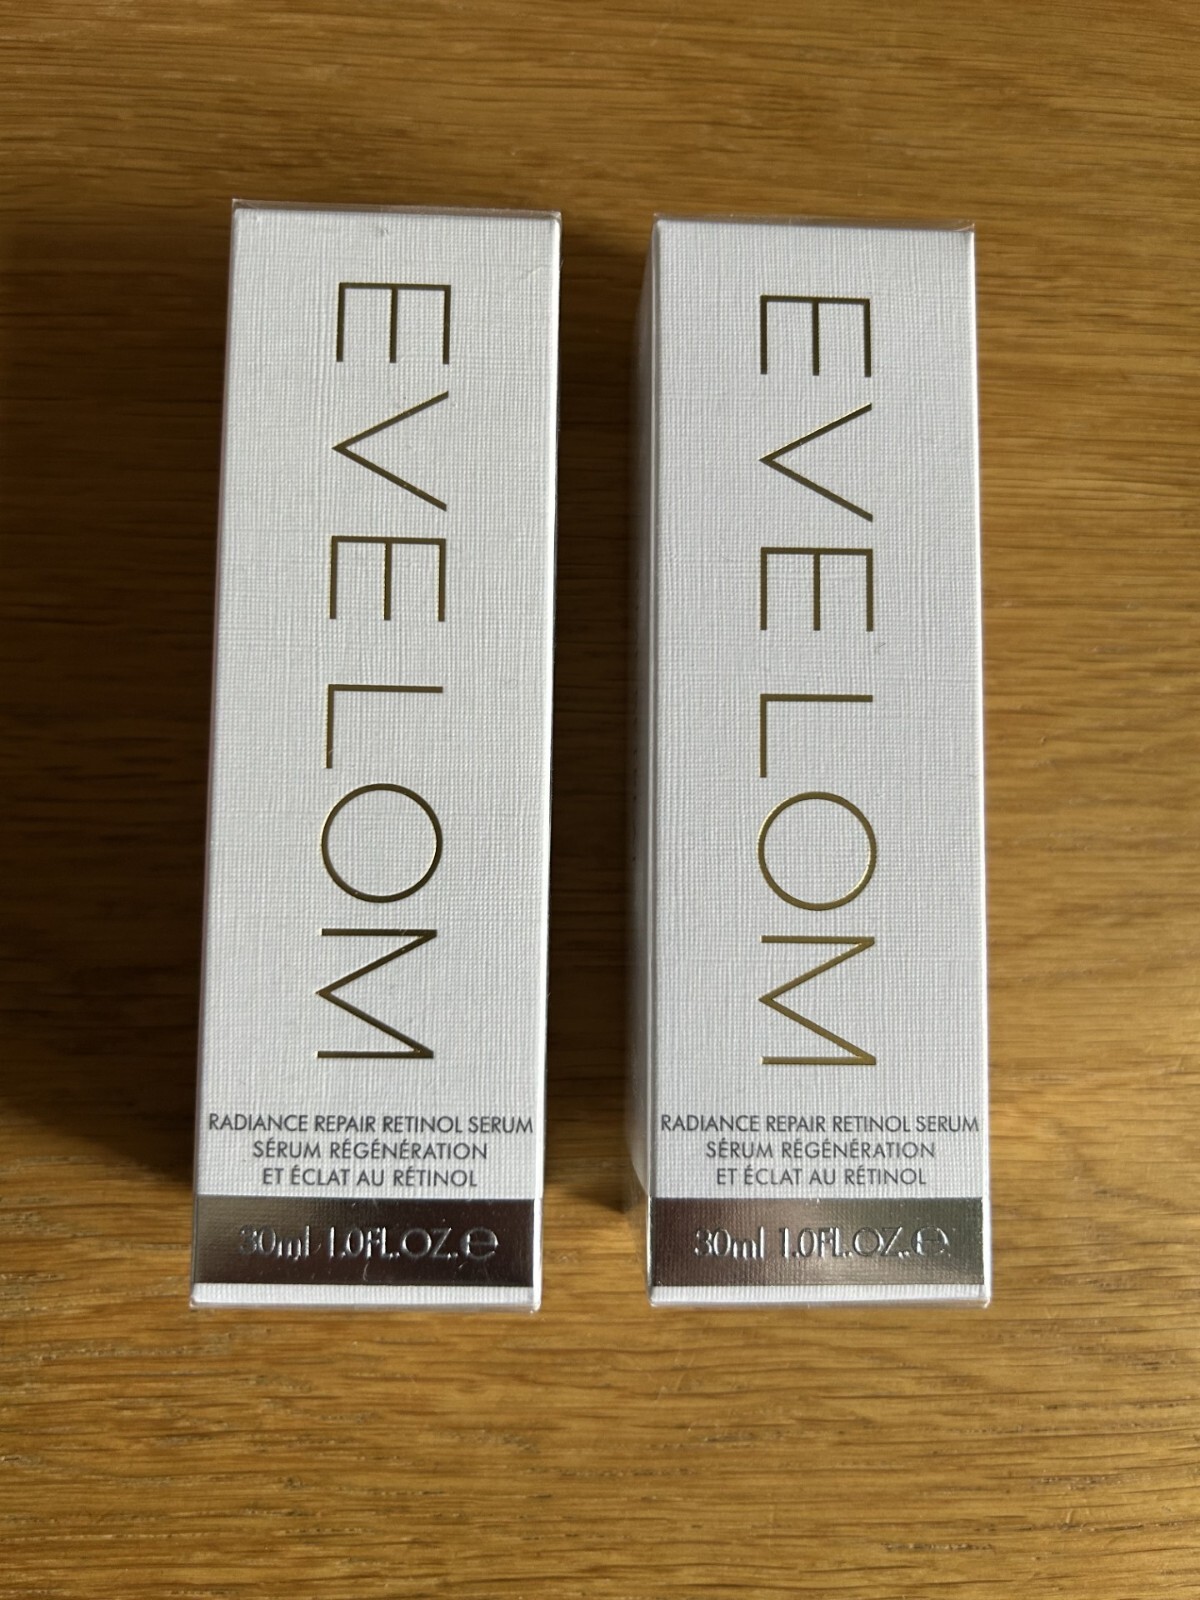 EVE LOM
RADIANCE REPAIR RETINOL SERUM
SÉRUM RÉGÉNÉRATION
ET ÉCLAT AU RÉTINOL
30ml 1.0FL.OZ.℮
EVE LOM
RADIANCE REPAIR RETINOL SERUM
SÉRUM RÉGÉNÉRATION
ET ÉCLAT AU RÉTINOL
30ml 1.0FL.OZ.℮